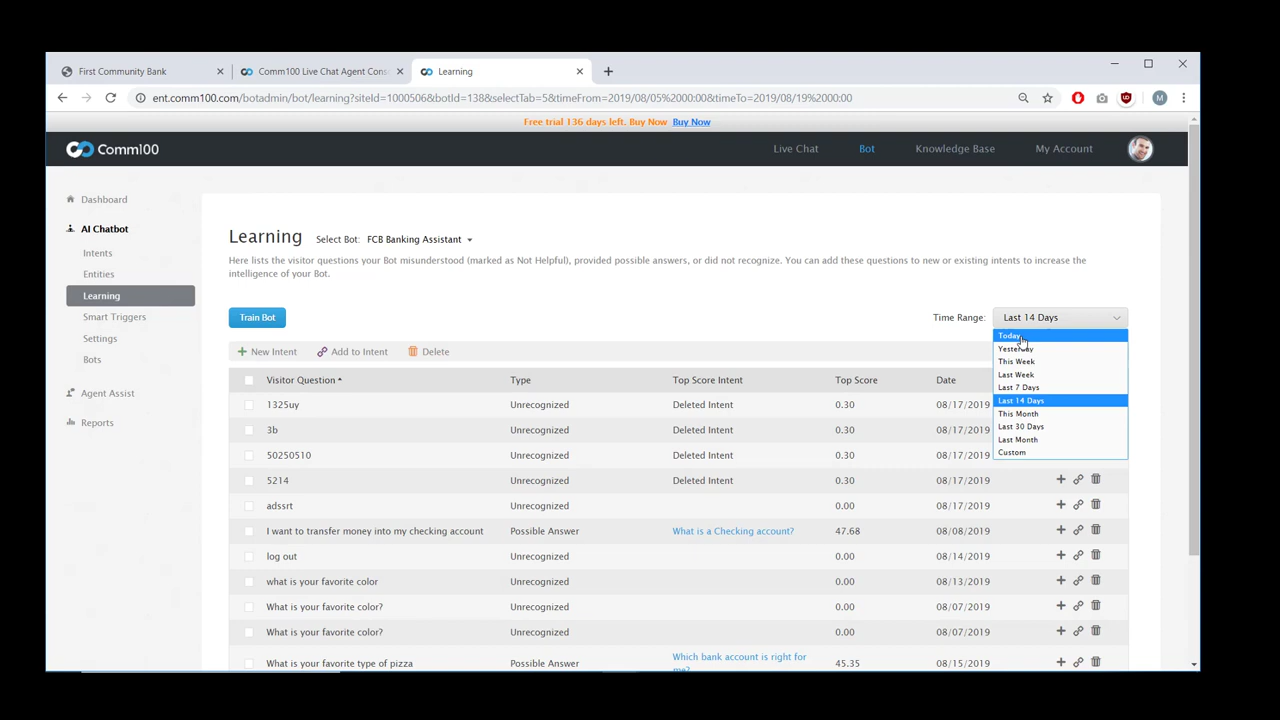 First Community Bank
Comm100 Live Chat Agent Cons
Learning
ent.comm100.com/botadmin/bot/learning?siteId=1000506&botId=138&selectTab=5&timeFrom=2019/08/05%2000:00&timeTo=2019/08/19%2000:00
M
Free trial 136 days left. Buy Now Buy Now
Comm100
Live Chat
Bot
Knowledge Base
My Account
Dashboard
AI Chatbot
Intents
Entities
Learning
Smart Triggers
Settings
Bots
Agent Assist
Reports
Learning Select Bot: FCB Banking Assistant
Here lists the visitor questions your Bot misunderstood (marked as Not Helpful), provided possible answers, or did not recognize. You can add these questions to new or existing intents to increase the
intelligence of your Bot.
Train Bot
Time Range: Last 14 Days
Today
Yesterday
This Week
Last Week
Last 7 Days
Last 14 Days
This Month
Last 30 Days
Last Month
Custom
New Intent Add to Intent Delete
Visitor Question Type Top Score Intent Top Score Date
1325uy Unrecognized Deleted Intent 0.30 08/17/2019
3b Unrecognized Deleted Intent 0.30 08/17/2019
50250510 Unrecognized Deleted Intent 0.30 08/17/2019
5214 Unrecognized Deleted Intent 0.30 08/17/2019
adssrt Unrecognized 0.00 08/17/2019
I want to transfer money into my checking account Possible Answer What is a Checking account? 47.68 08/08/2019
log out Unrecognized 0.00 08/14/2019
what is your favorite color Unrecognized 0.00 08/13/2019
What is your favorite color? Unrecognized 0.00 08/07/2019
What is your favorite color? Unrecognized 0.00 08/07/2019
What is your favorite type of pizza Possible Answer Which bank account is right for 45.35 08/15/2019
me?